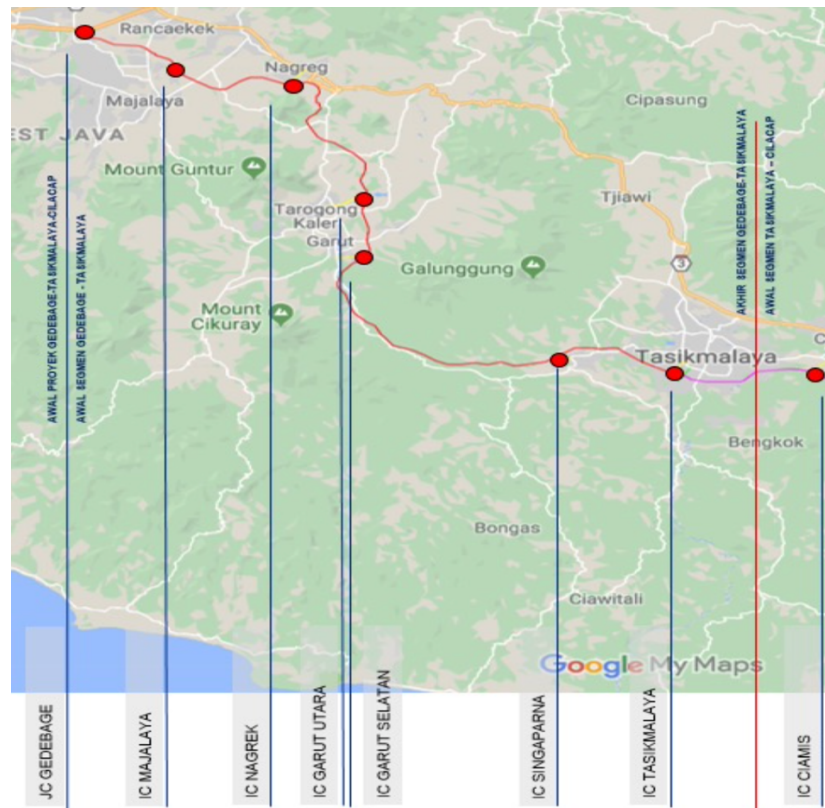 Rancaekek
Nagreg
Majalaya
Cipasung
EST JAVA
Mount Guntur
Tarogong
Kaler
Tjiawi
Garut
Galunggung
3
Mount
Cikuray
Tasikmalaya
C
Bengkok
Bongas
Ciawitali
Google My Maps
AWAL PROYEK GEDEBAGE-TASIKMALAYA-CILACAP
AWAL SEGMEN GEDEBAGE - TASIKMALAYA
AKHIR SEGMEN GEDEBAGE-TASIKMALAYA
AWAL SEGMEN TASIKMALAYA – CILACAP
JC GEDEBAGE
IC MAJALAYA
IC NAGREK
IC GARUT UTARA
IC GARUT SELATAN
IC SINGAPARNA
IC TASIKMALAYA
IC CIAMIS